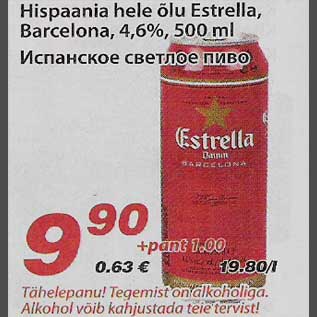 Hispaania hele õlu Estrella,
Barcelona, 4,6%, 500 ml
Испанское светлое пиво
Estrella
Damm
BARCELONA
9 90
+pant 1.00
0.63 € 19.80/l
Tähelepanu! Tegemist on alkoholiga.
Alkohol võib kahjustada teie tervist!